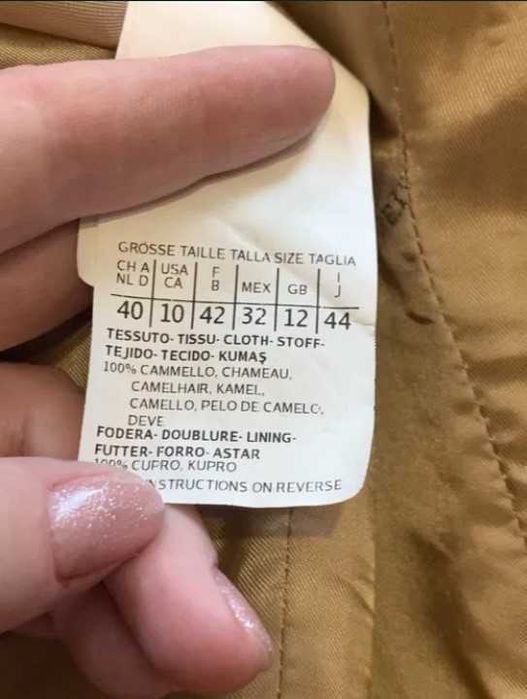 GRÖSSE TAILLE TALLA SIZE TAGLIA
CH A USA F MEX GB I
NL D CA B J
40 10 42 32 12 44
TESSUTO- TISSU- CLOTH- STOFF-
TEJIDO- TECIDO- KUMAŞ
100% CAMMELLO, CHAMEAU,
CAMELHAIR, KAMEL,
CAMELLO, PELO DE CAMELO,
DEVE
FODERA- DOUBLURE- LINING-
FUTTER- FORRO- ASTAR
100% CUPRO, KUPRO
ON REVERSE